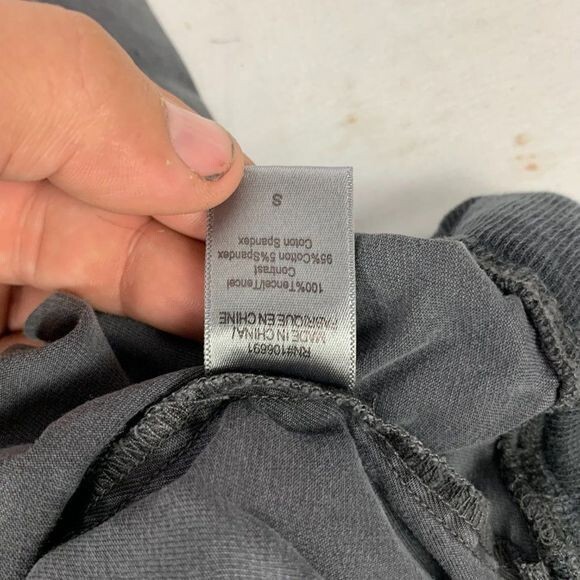 RN#106691
MADE IN CHINA/
FABRIQUE EN CHINE
100%Tencel/Tencel
Contrast
95%Cotton 5%Spandex
Coton Spandex
S